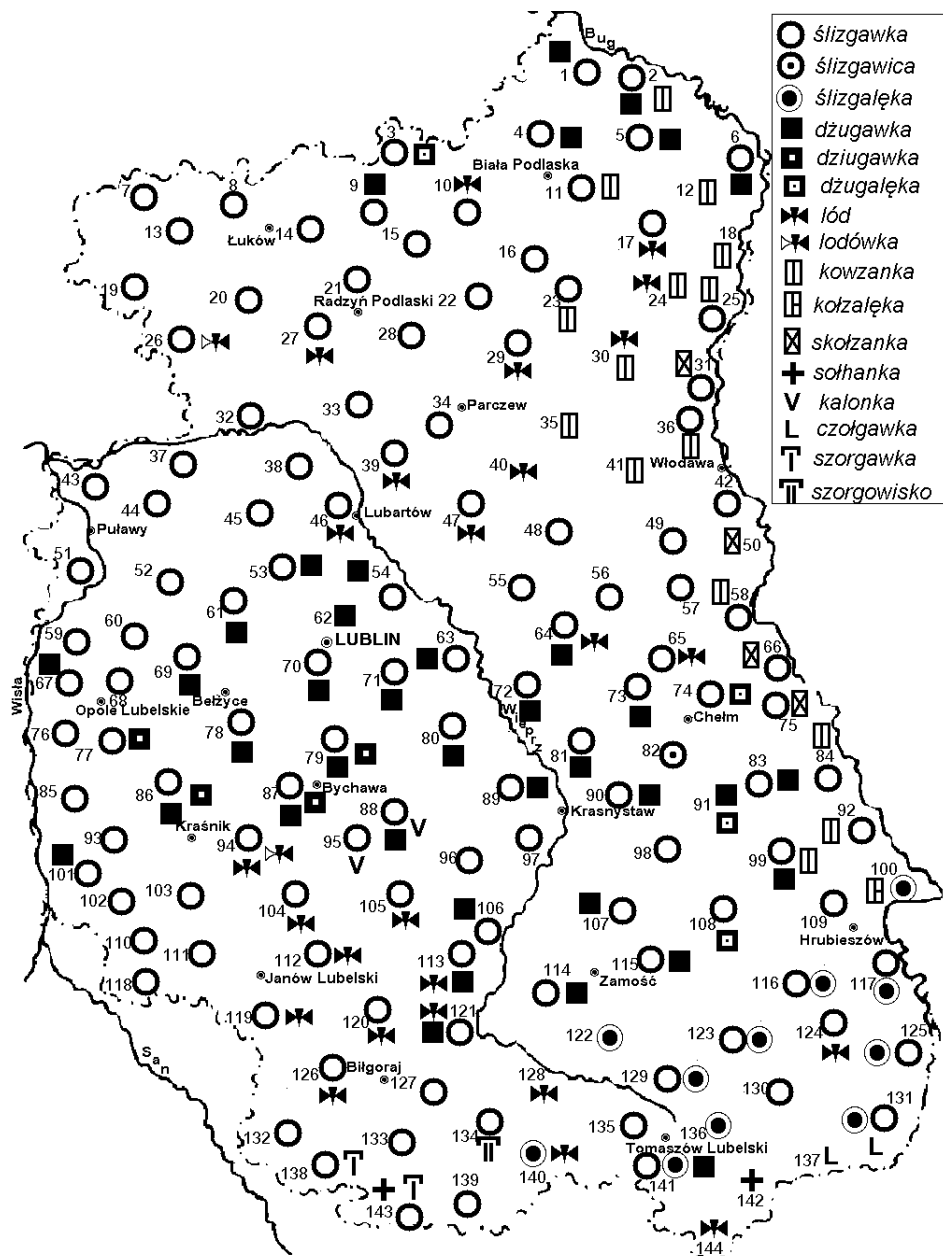 ślizgawka
ślizgawica
ślizgalęka
dżugawka
dziugawka
dżugalęka
lód
lodówka
kowzanka
kołzalęka
skołzanka
sołhanka
kalonka
czołgawka
szorgawka
szorgowisko
Bug
1 2
3 4 5 6
Biała Podlaska
7 8 9 10 11 12
13 Łuków 14 15 16 17 18
19 20 21 22 23 24 25
Radzyń Podlaski
26 27 28 29 30 31
32 33 34 Parczew 35 36
37 38 39 40 41 Włodawa
42 43 44 45 46 Lubartów 47 48 49 50
Puławy
51 52 53 54 55 56 57 58
59 60 61 62 63 64 65 66
LUBLIN
67 68 69 70 71 72 73 74 75
Wisła
Opole Lubelskie
Bełżyce
Wieprz
Chełm
76 77 78 79 80 81 82 83 84
85 86 87 Bychawa 88 89 90 91 92
Kraśnik
Krasnystaw
93 94 95 96 97 98 99 100
101 102 103 104 105 106 107 108 109
Hrubieszów
110 111 112 113 114 115 116 117
Janów Lubelski
Zamość
118 119 120 121 122 123 124 125
San
126 Biłgoraj 127 128 129 130 131
132 133 134 135 136 137
Tomaszów Lubelski
138 139 140 141 142
143 144